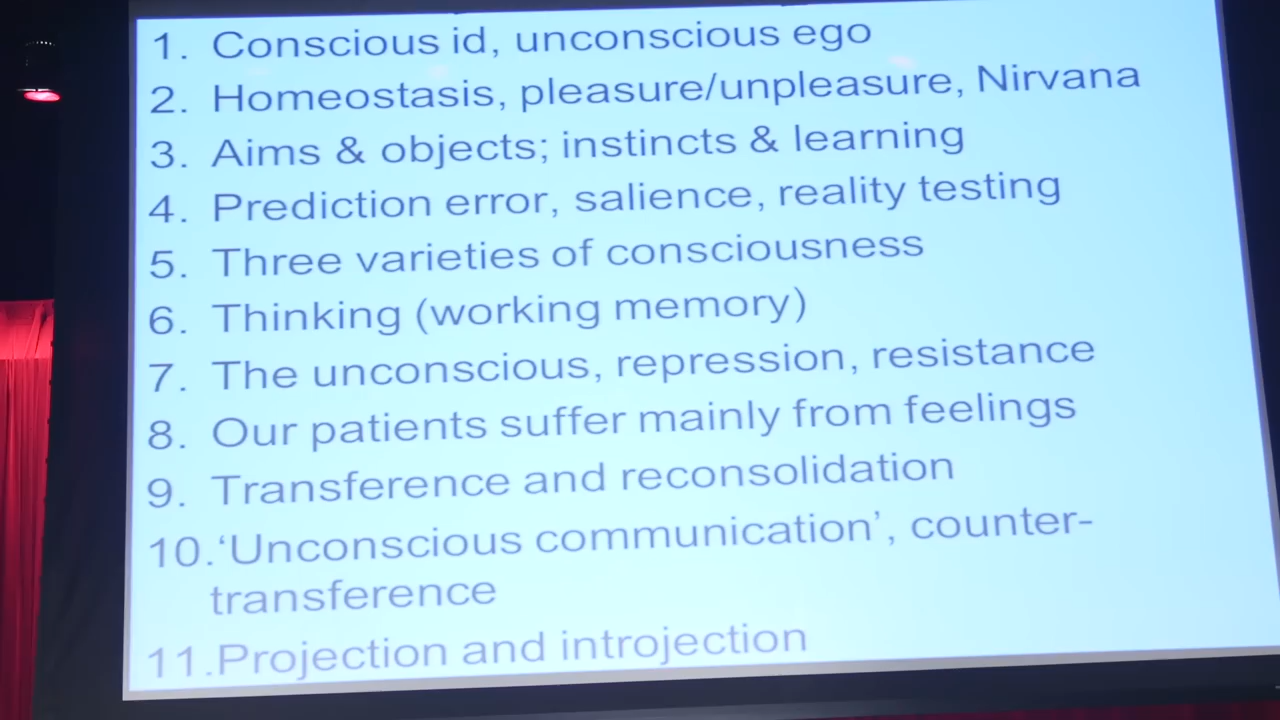 1. Conscious id, unconscious ego
2. Homeostasis, pleasure/unpleasure, Nirvana
3. Aims & objects; instincts & learning
4. Prediction error, salience, reality testing
5. Three varieties of consciousness
6. Thinking (working memory)
7. The unconscious, repression, resistance
8. Our patients suffer mainly from feelings
9. Transference and reconsolidation
10. ‘Unconscious communication’, counter-
transference
11. Projection and introjection